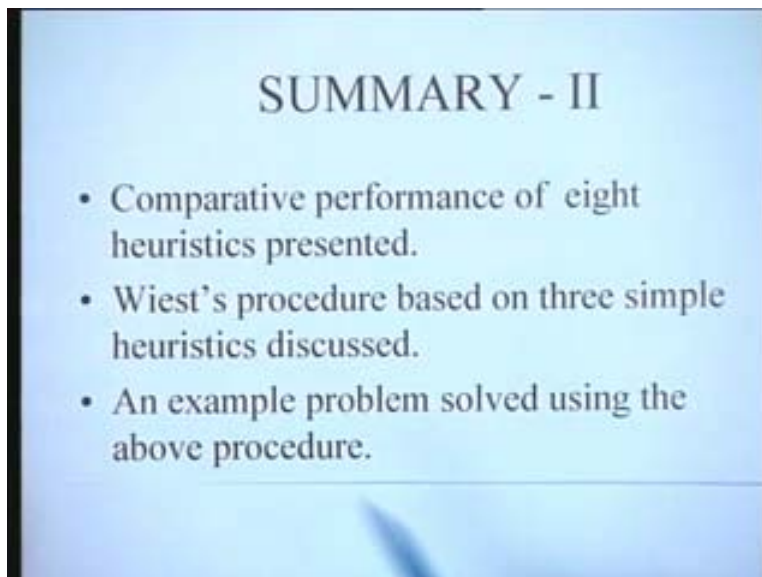 SUMMARY - II
• Comparative performance of eight
heuristics presented.
• Wiest's procedure based on three simple
heuristics discussed.
• An example problem solved using the
above procedure.